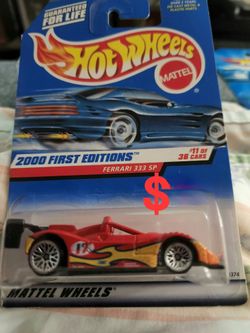 GUARANTEED
FOR LIFE
HOT WHEELS
MATTEL
2000 FIRST EDITIONS
#11 OF
36 CARS
FERRARI 333 SP
$
MATTEL WHEELS